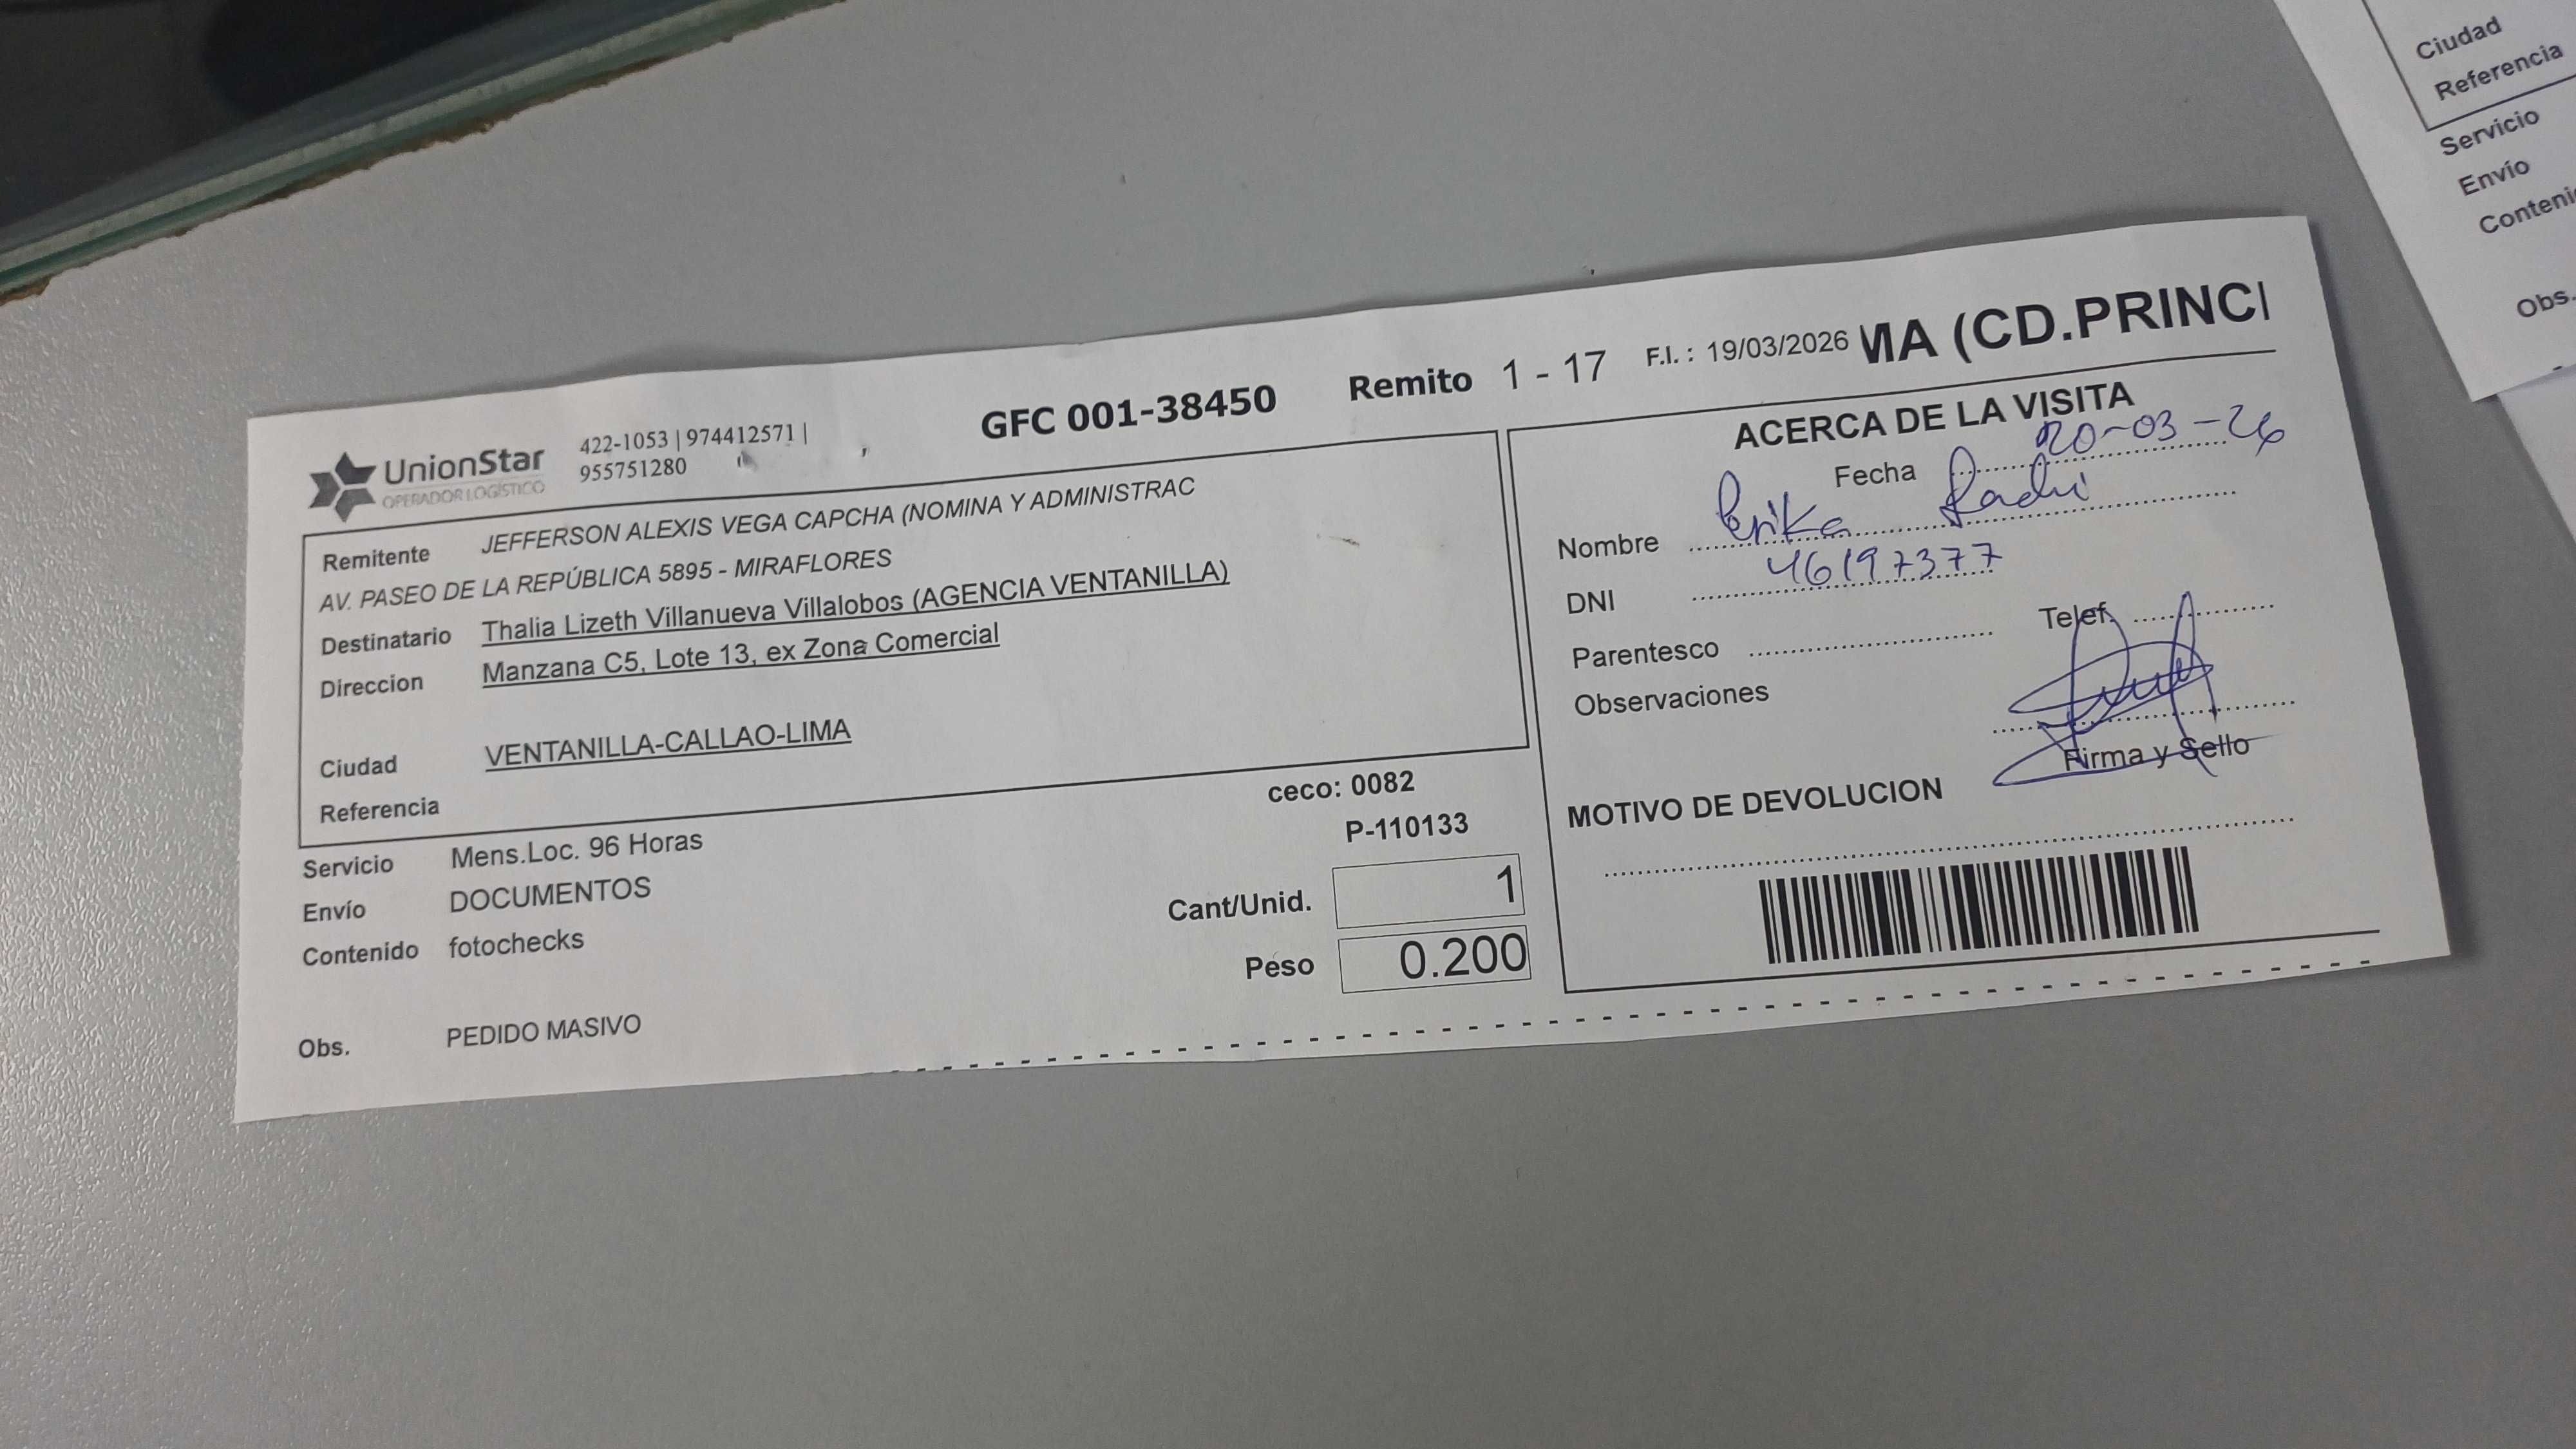 UnionStar
OPERADOR LOGÍSTICO
422-1053 | 974412571 |
955751280
GFC 001-38450
Remito 1 - 17
F.I. : 19/03/2026
MA (CD.PRINCI
Remitente JEFFERSON ALEXIS VEGA CAPCHA (NOMINA Y ADMINISTRAC
AV. PASEO DE LA REPÚBLICA 5895 - MIRAFLORES
Destinatario Thalia Lizeth Villanueva Villalobos (AGENCIA VENTANILLA)
Direccion Manzana C5, Lote 13, ex Zona Comercial
Ciudad VENTANILLA-CALLAO-LIMA
Referencia
ceco: 0082
P-110133
Servicio Mens.Loc. 96 Horas
Envío DOCUMENTOS
Contenido fotochecks
Cant/Unid. 1
Peso 0.200
Obs. PEDIDO MASIVO
ACERCA DE LA VISITA
Fecha 20-03-26
Nombre Erika
DNI 46197377
Parentesco
Telef.
Observaciones
Firma y Sello
MOTIVO DE DEVOLUCION
Ciudad
Referencia
Servicio
Envío
Conteni
Obs.